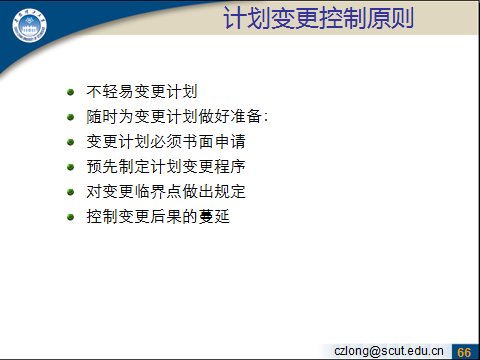 计划变更控制原则
不轻易变更计划
随时为变更计划做好准备；
变更计划必须书面申请
预先制定计划变更程序
对变更临界点做出规定
控制变更后果的蔓延
czlong@scut.edu.cn 66